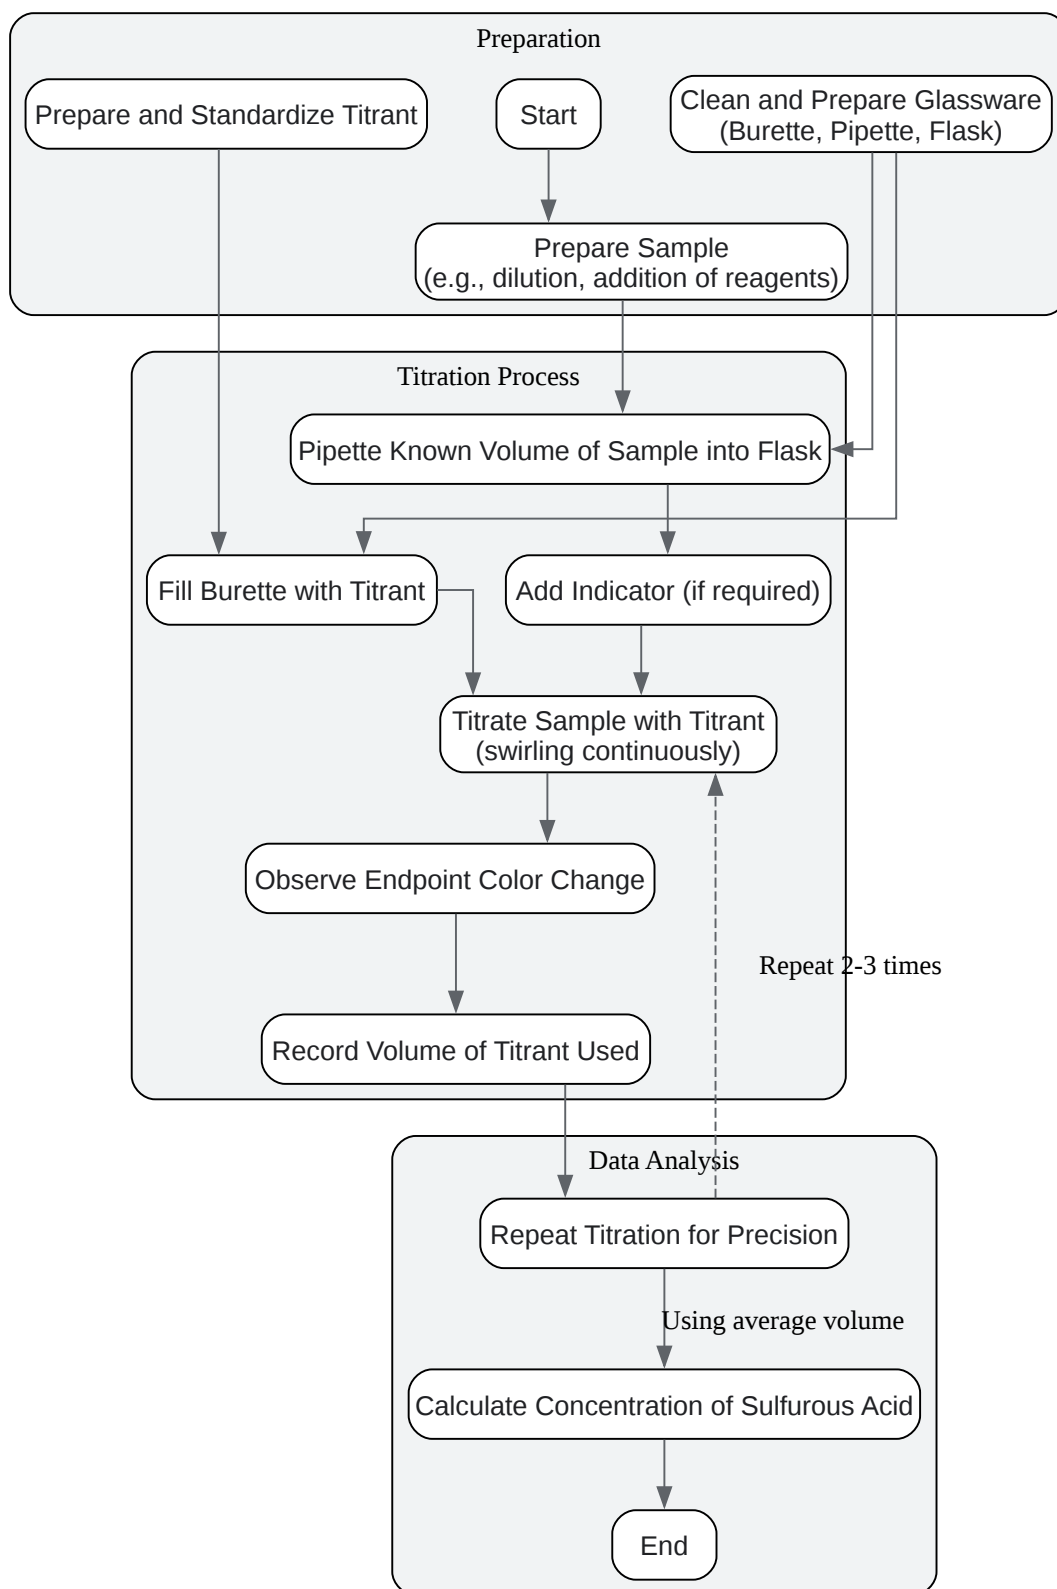 Preparation
Prepare and Standardize Titrant
Start
Clean and Prepare Glassware
(Burette, Pipette, Flask)
Prepare Sample
(e.g., dilution, addition of reagents)
Titration Process
Pipette Known Volume of Sample into Flask
Fill Burette with Titrant
Add Indicator (if required)
Titrate Sample with Titrant
(swirling continuously)
Observe Endpoint Color Change
Repeat 2-3 times
Record Volume of Titrant Used
Data Analysis
Repeat Titration for Precision
Using average volume
Calculate Concentration of Sulfurous Acid
End